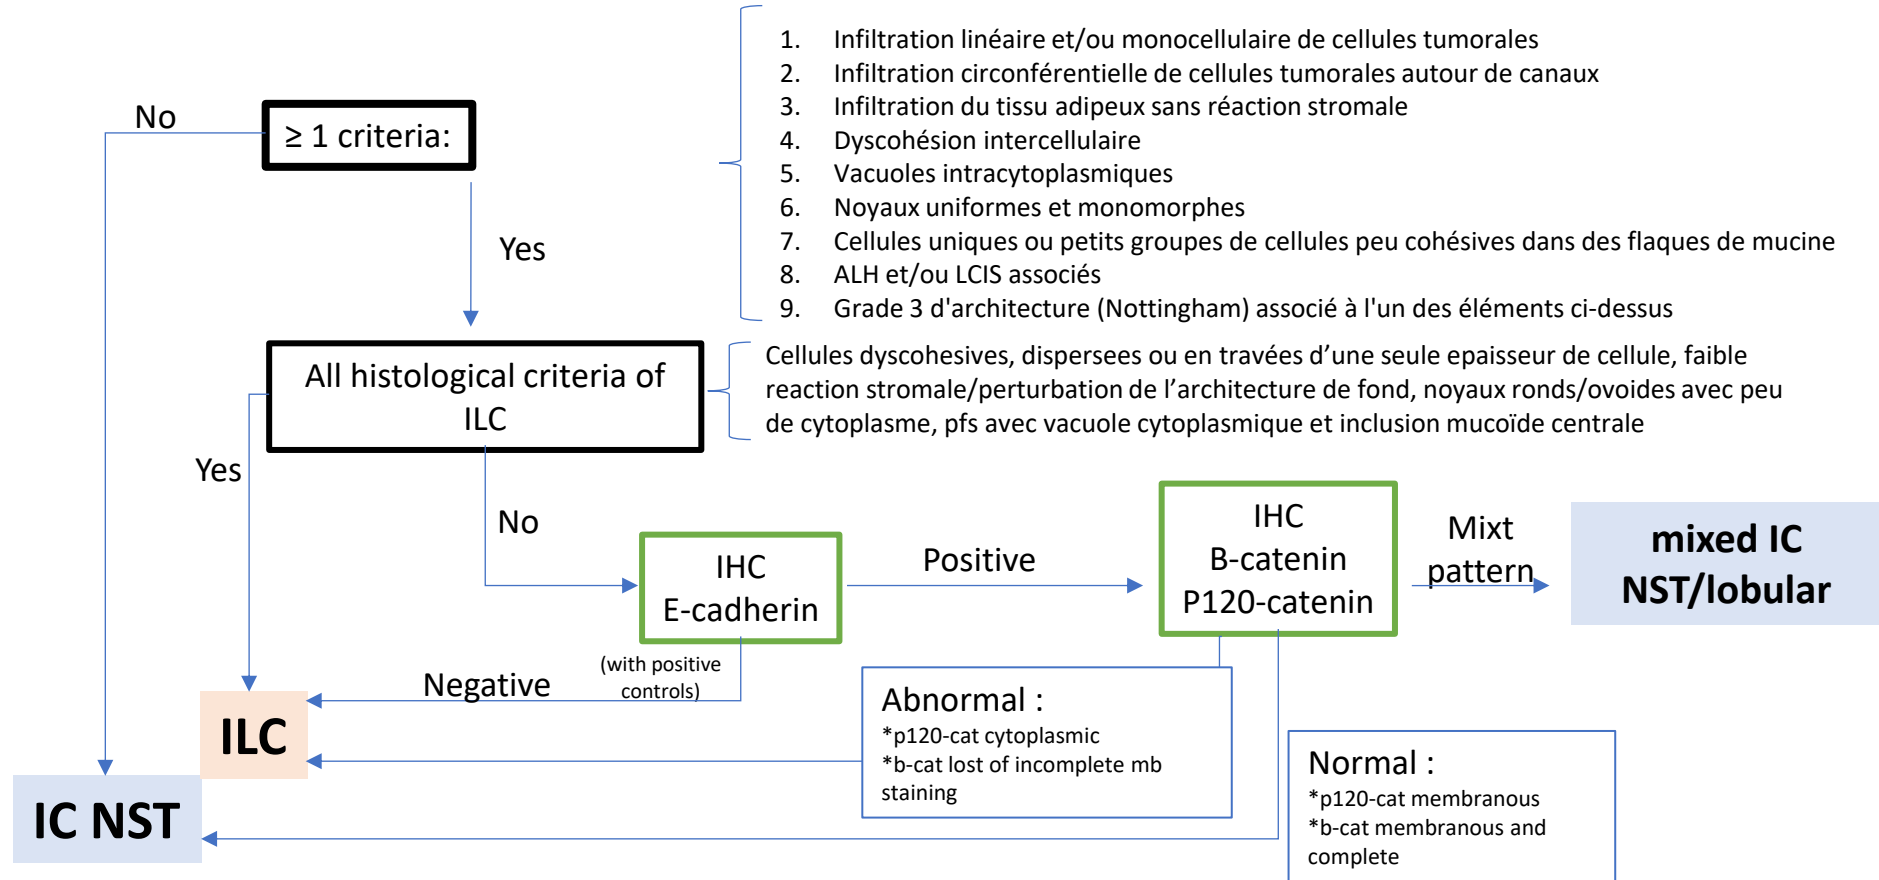 1. Infiltration linéaire et/ou monocellulaire de cellules tumorales
2. Infiltration circonférentielle de cellules tumorales autour de canaux
3. Infiltration du tissu adipeux sans réaction stromale
4. Dyscohésion intercellulaire
5. Vacuoles intracytoplasmiques
6. Noyaux uniformes et monomorphes
7. Cellules uniques ou petits groupes de cellules peu cohésives dans des flaques de mucine
8. ALH et/ou LCIS associés
9. Grade 3 d'architecture (Nottingham) associé à l'un des éléments ci-dessus
No
≥ 1 criteria:
Yes
All histological criteria of
ILC
Cellules dyscohesives, dispersees ou en travées d’une seule epaisseur de cellule, faible
reaction stromale/perturbation de l’architecture de fond, noyaux ronds/ovoides avec peu
de cytoplasme, pfs avec vacuole cytoplasmique et inclusion mucoïde centrale
Yes
No
IHC
E-cadherin
Positive
IHC
B-catenin
P120-catenin
Mixt
pattern
mixed IC
NST/lobular
Negative
(with positive
controls)
Abnormal :
*p120-cat cytoplasmic
*b-cat lost of incomplete mb
staining
Normal :
*p120-cat membranous
*b-cat membranous and
complete
ILC
IC NST